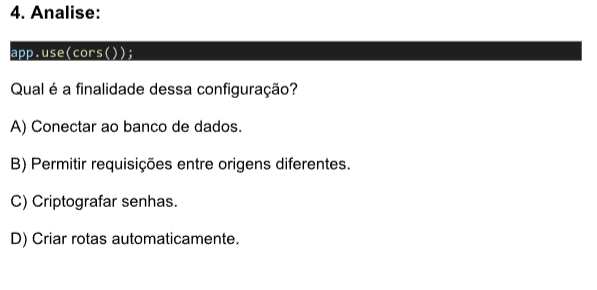 4. Analise:
app.use(cors());
Qual é a finalidade dessa configuração?
A) Conectar ao banco de dados.
B) Permitir requisições entre origens diferentes.
C) Criptografar senhas.
D) Criar rotas automaticamente.